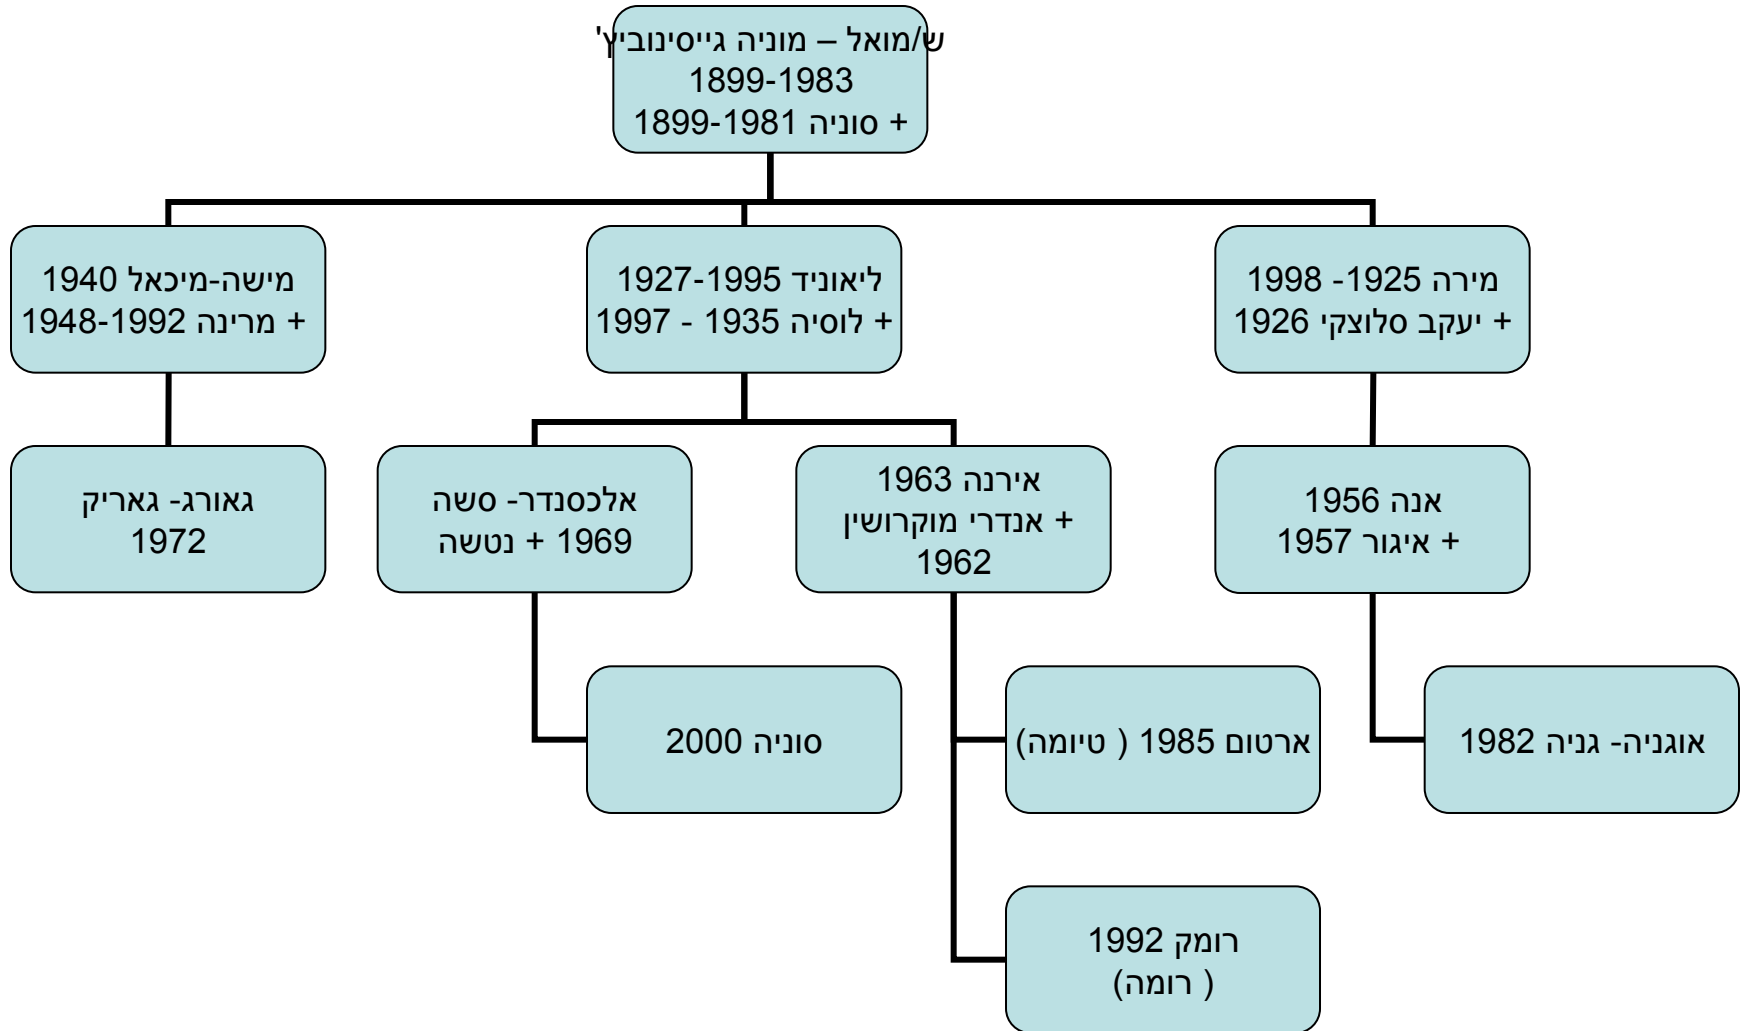 ש/מואל – מוניה גייסינוביץ'
1899-1983
+ סוניה 1899-1981
מירה 1925- 1998
+ יעקב סלוצקי 1926
ליאוניד 1927-1995
+ לוסיה 1935 - 1997
מישה-מיכאל 1940
+ מרינה 1948-1992
אנה 1956
+ איגור 1957
אירנה 1963
+ אנדרי מוקרושין
1962
אלכסנדר- סשה
1969 + נטשה
גאורג- גאריק
1972
אוגניה- גניה 1982
ארטום 1985 ( טיומה)
סוניה 2000
רומק 1992
( רומה)